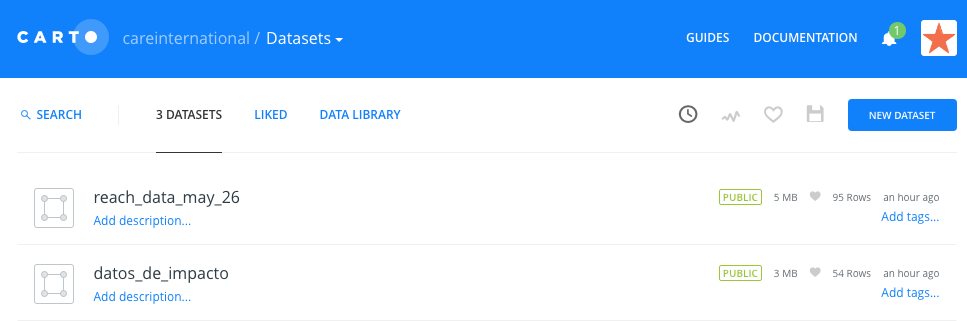 CARTO careinternational / Datasets GUIDES DOCUMENTATION 1
SEARCH 3 DATASETS LIKED DATA LIBRARY NEW DATASET
reach_data_may_26 PUBLIC 5 MB 95 Rows an hour ago
Add description... Add tags...
datos_de_impacto PUBLIC 3 MB 54 Rows an hour ago
Add description... Add tags...